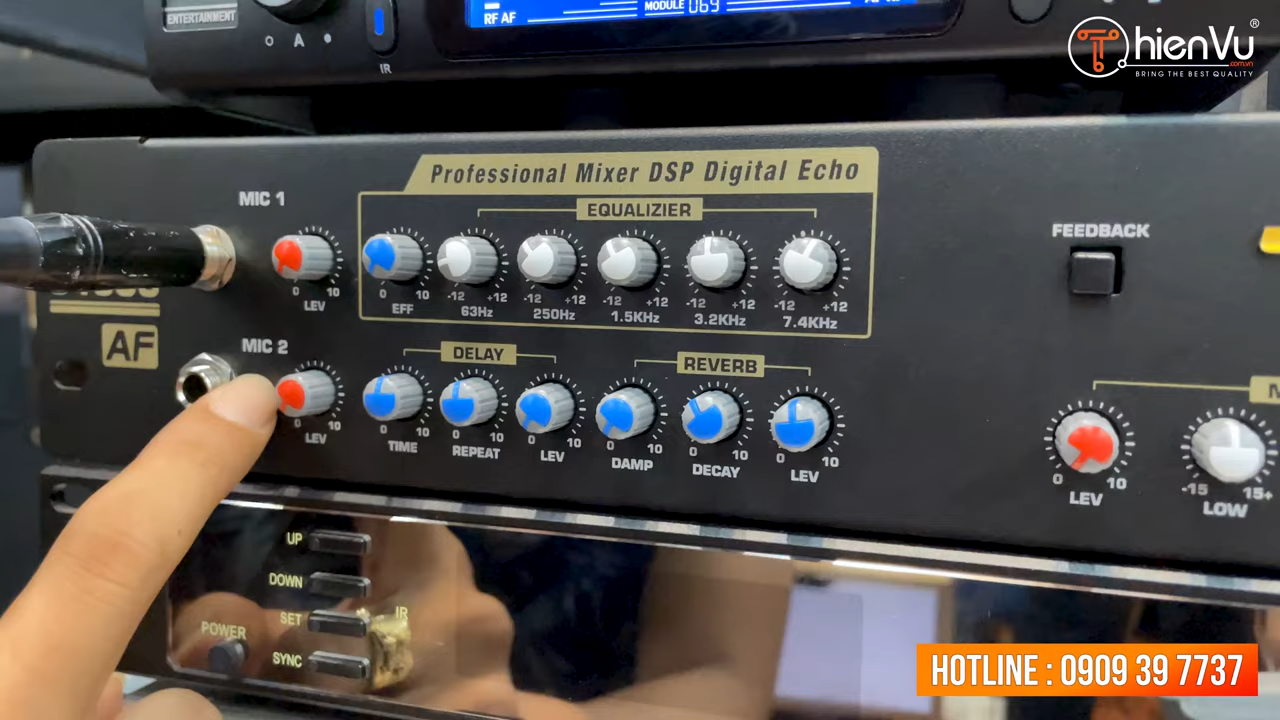 ENTERTAINMENT
A
IR
RF AF
MODULE 069
ThienVu®
.com.vn
BRING THE BEST QUALITY
Professional Mixer DSP Digital Echo
MIC 1
0 10
LEV
EQUALIZIER
0 10
EFF
-12 +12
63Hz
-12 +12
250Hz
-12 +12
1.5KHz
-12 +12
3.2KHz
-12 +12
7.4KHz
FEEDBACK
AF
MIC 2
0 10
LEV
DELAY
0 10
TIME
0 10
REPEAT
0 10
LEV
REVERB
0 10
DAMP
0 10
DECAY
0 10
LEV
0 10
LEV
-15 15+
LOW
UP
DOWN
SET
IR
SYNC
POWER
HOTLINE : 0909 39 7737